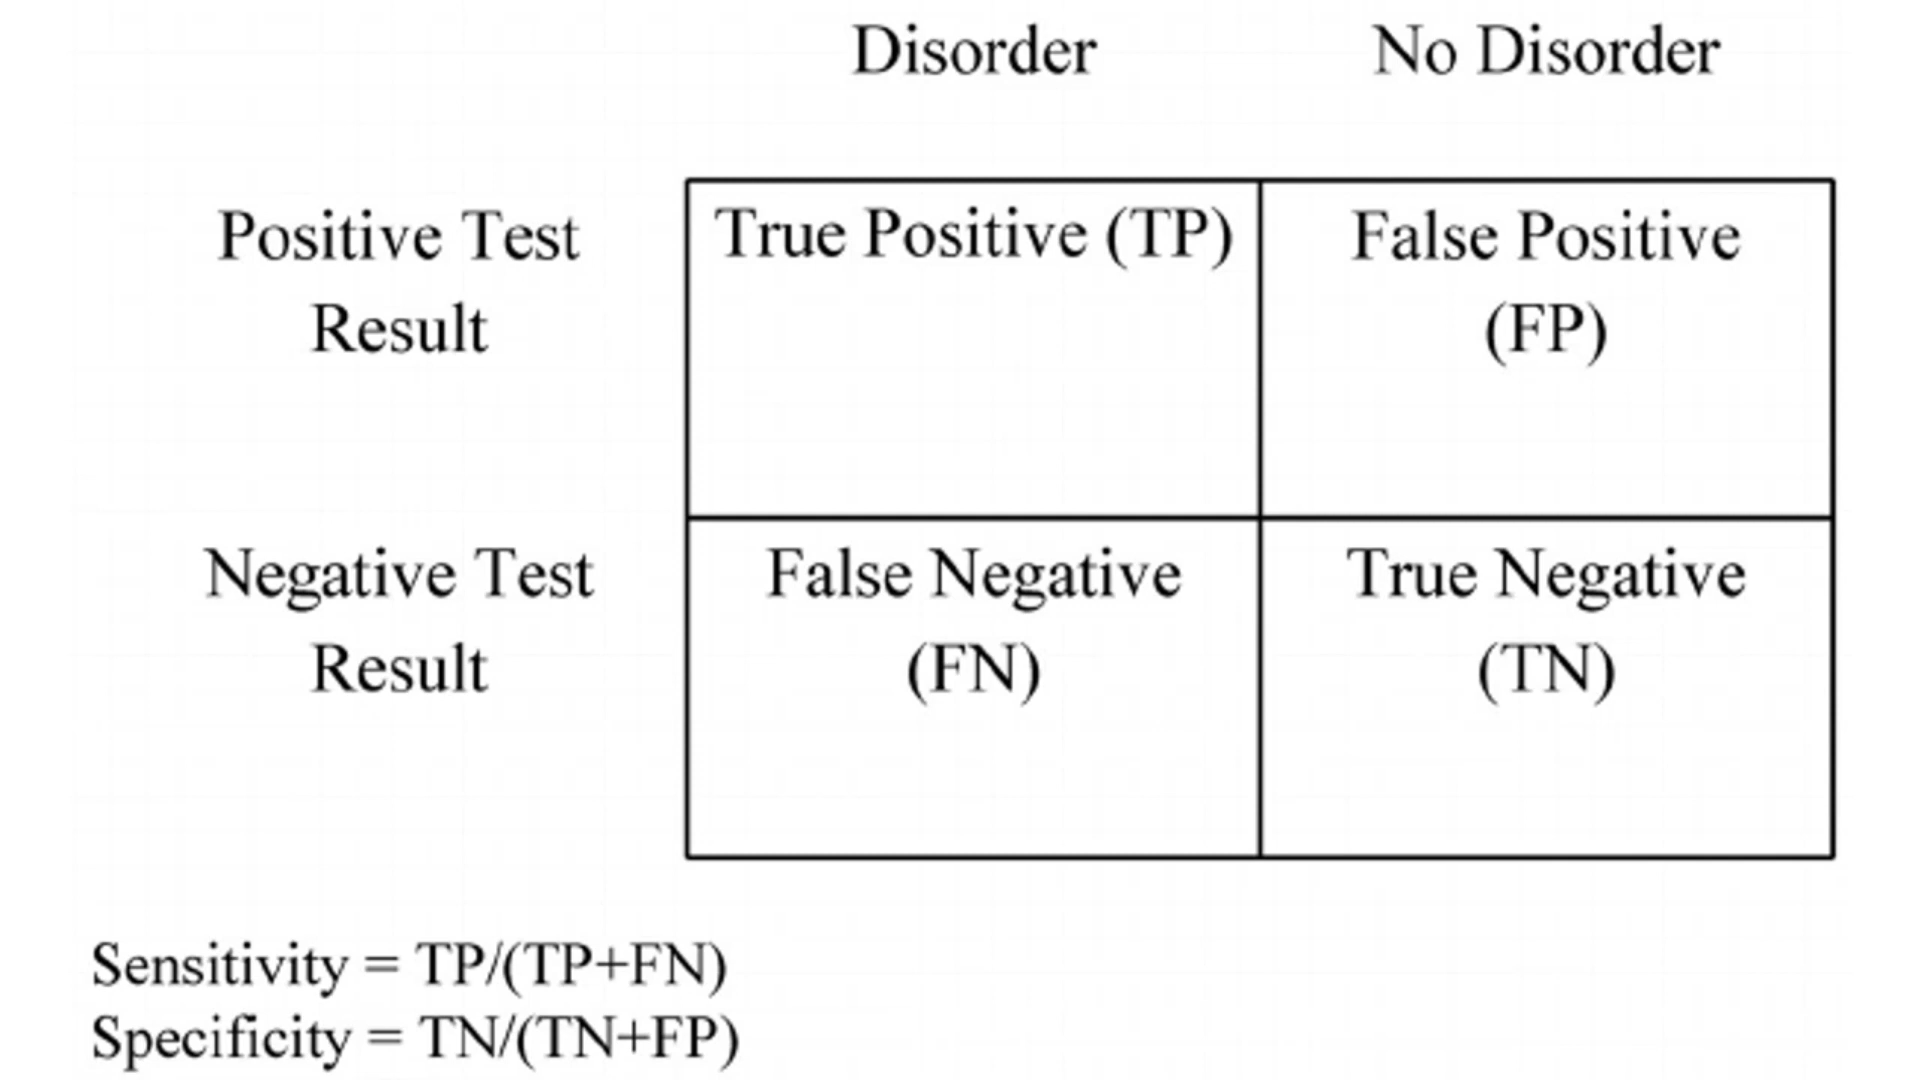 Disorder
No Disorder
Positive Test
Result
True Positive (TP)
False Positive
(FP)
Negative Test
Result
False Negative
(FN)
True Negative
(TN)
Sensitivity = TP/(TP+FN)
Specificity = TN/(TN+FP)